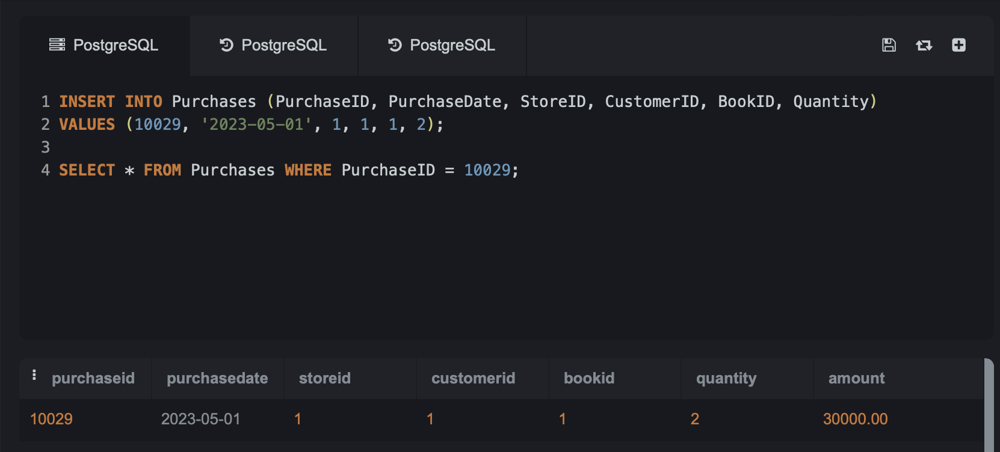 PostgreSQL PostgreSQL PostgreSQL
1 INSERT INTO Purchases (PurchaseID, PurchaseDate, StoreID, CustomerID, BookID, Quantity)
2 VALUES (10029, '2023-05-01', 1, 1, 1, 2);
3
4 SELECT * FROM Purchases WHERE PurchaseID = 10029;
purchaseid purchasedate storeid customerid bookid quantity amount
10029 2023-05-01 1 1 1 2 30000.00